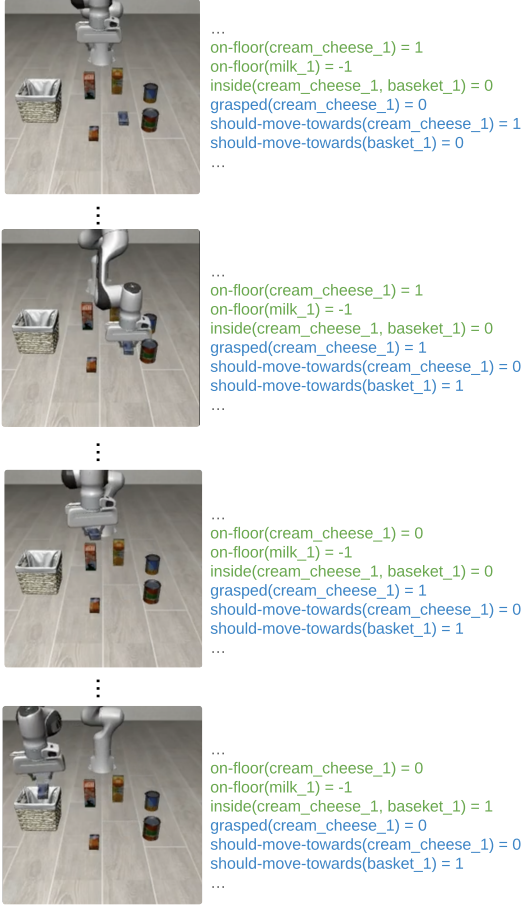 ...
on-floor(cream_cheese_1) = 1
on-floor(milk_1) = -1
inside(cream_cheese_1, baseket_1) = 0
grasped(cream_cheese_1) = 0
should-move-towards(cream_cheese_1) = 1
should-move-towards(basket_1) = 0
...
...
on-floor(cream_cheese_1) = 1
on-floor(milk_1) = -1
inside(cream_cheese_1, baseket_1) = 0
grasped(cream_cheese_1) = 1
should-move-towards(cream_cheese_1) = 0
should-move-towards(basket_1) = 1
...
...
on-floor(cream_cheese_1) = 0
on-floor(milk_1) = -1
inside(cream_cheese_1, baseket_1) = 0
grasped(cream_cheese_1) = 1
should-move-towards(cream_cheese_1) = 0
should-move-towards(basket_1) = 1
...
...
on-floor(cream_cheese_1) = 0
on-floor(milk_1) = -1
inside(cream_cheese_1, baseket_1) = 1
grasped(cream_cheese_1) = 0
should-move-towards(cream_cheese_1) = 0
should-move-towards(basket_1) = 1
...